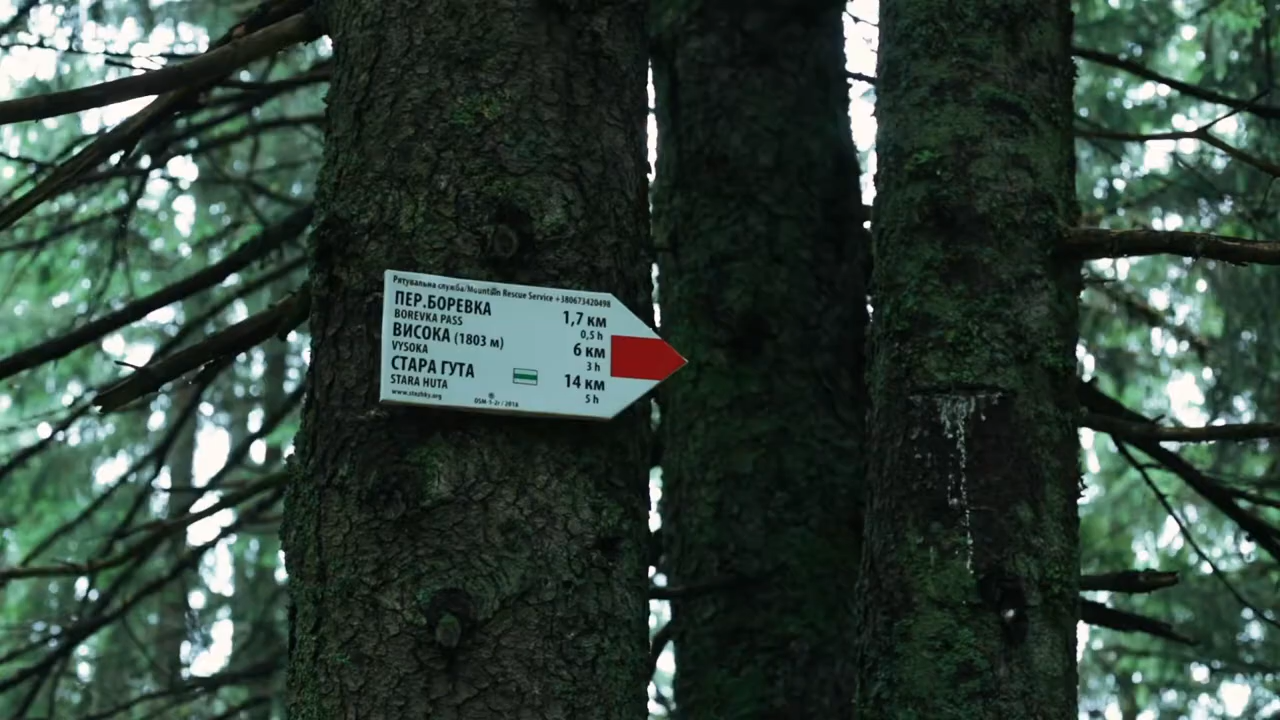 Рятувальна служба/Mountain Rescue Service +380673420498
ПЕР.БОРЕВКА 1,7 км
BOREVKA PASS 0,5 h
ВИСОКА (1803 м) 6 км
VYSOKA 3 h
СТАРА ГУТА 14 км
STARA HUTA 5 h
www.stezhky.org